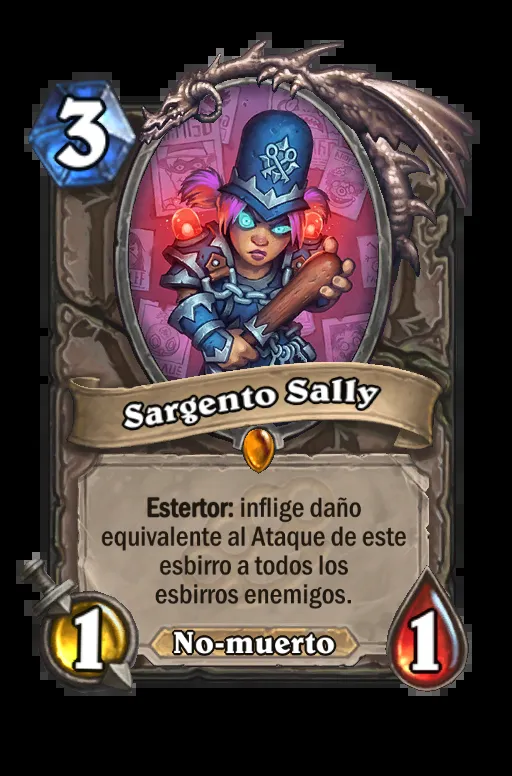 3
Sargento Sally
Estertor: inflige daño
equivalente al Ataque de este
esbirro a todos los
esbirros enemigos.
1
No-muerto
1